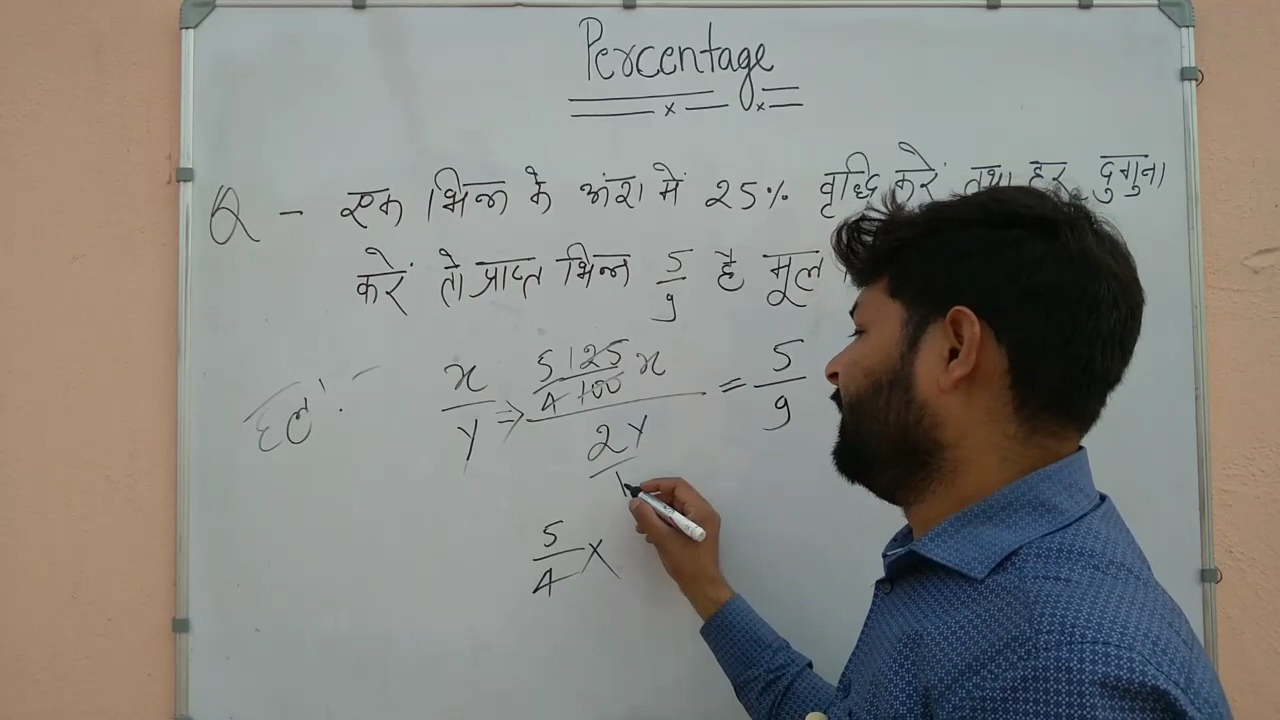 Percentage
Q - एक भिन्न के अंश में 25% वृद्धि करें तथा हर दुगुना
करें तो प्राप्त भिन्न 5/9 है मूल
हल :- x/y => (5 125/4 100 x)/(2y/1) = 5/9
5/4 ×